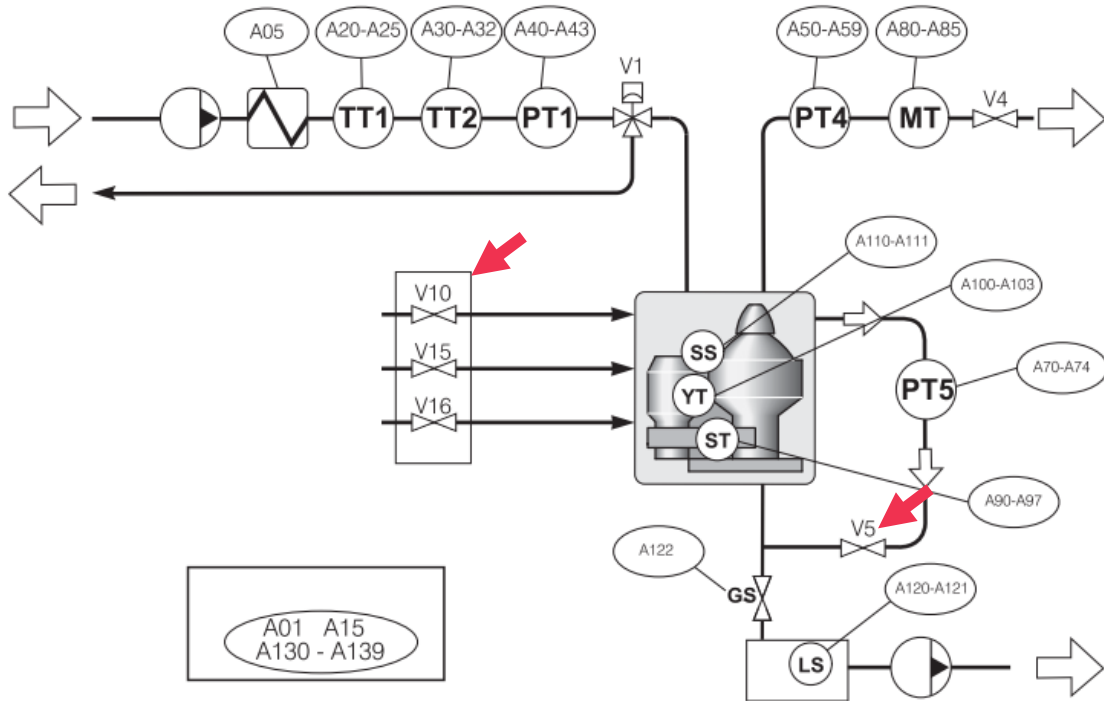 A05
A20-A25
A30-A32
A40-A43
A50-A59
A80-A85
V1
V4
TT1
TT2
PT1
PT4
MT
A110-A111
A100-A103
V10
SS
V15
A70-A74
YT
PT5
V16
ST
A90-A97
V5
A122
GS
A120-A121
A01 A15
A130 - A139
LS